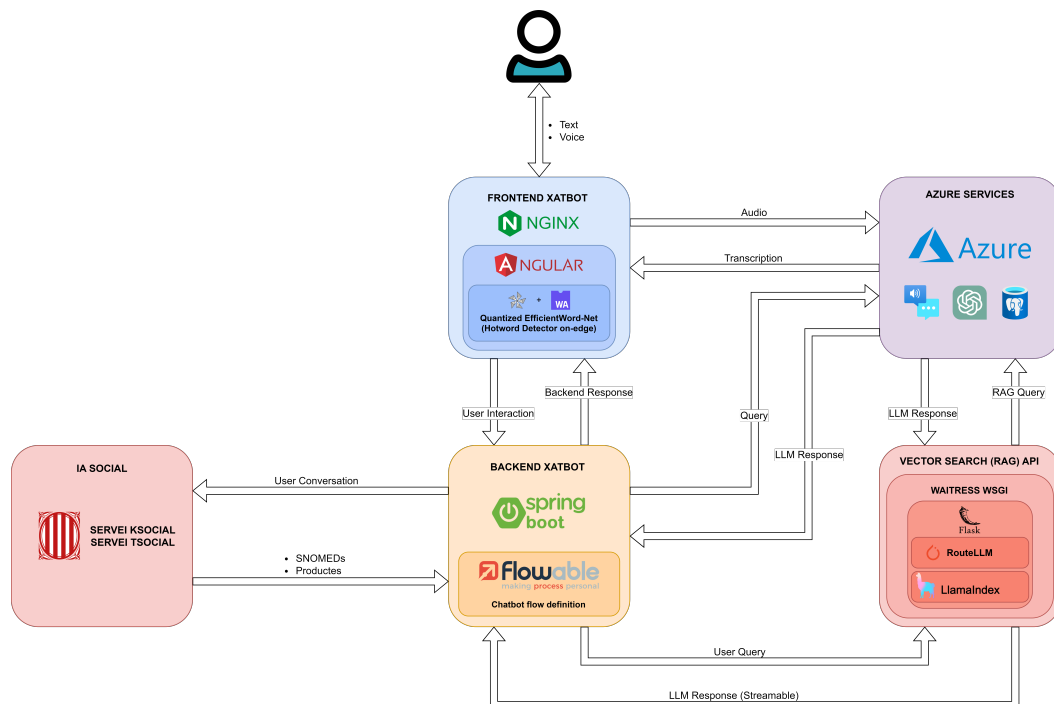 Text
Voice
FRONTEND XATBOT
NGINX
ANGULAR
+
WA
Quantized EfficientWord-Net
(Hotword Detector on-edge)
AZURE SERVICES
Azure
Audio
Transcription
User Interaction
Backend Response
Query
LLM Response
LLM Response
RAG Query
IA SOCIAL
SERVEI KSOCIAL
SERVEI TSOCIAL
User Conversation
SNOMEDs
Productes
BACKEND XATBOT
spring
boot
flowable
making process personal
Chatbot flow definition
VECTOR SEARCH (RAG) API
WAITRESS WSGI
Flask
RouteLLM
LlamaIndex
User Query
LLM Response (Streamable)